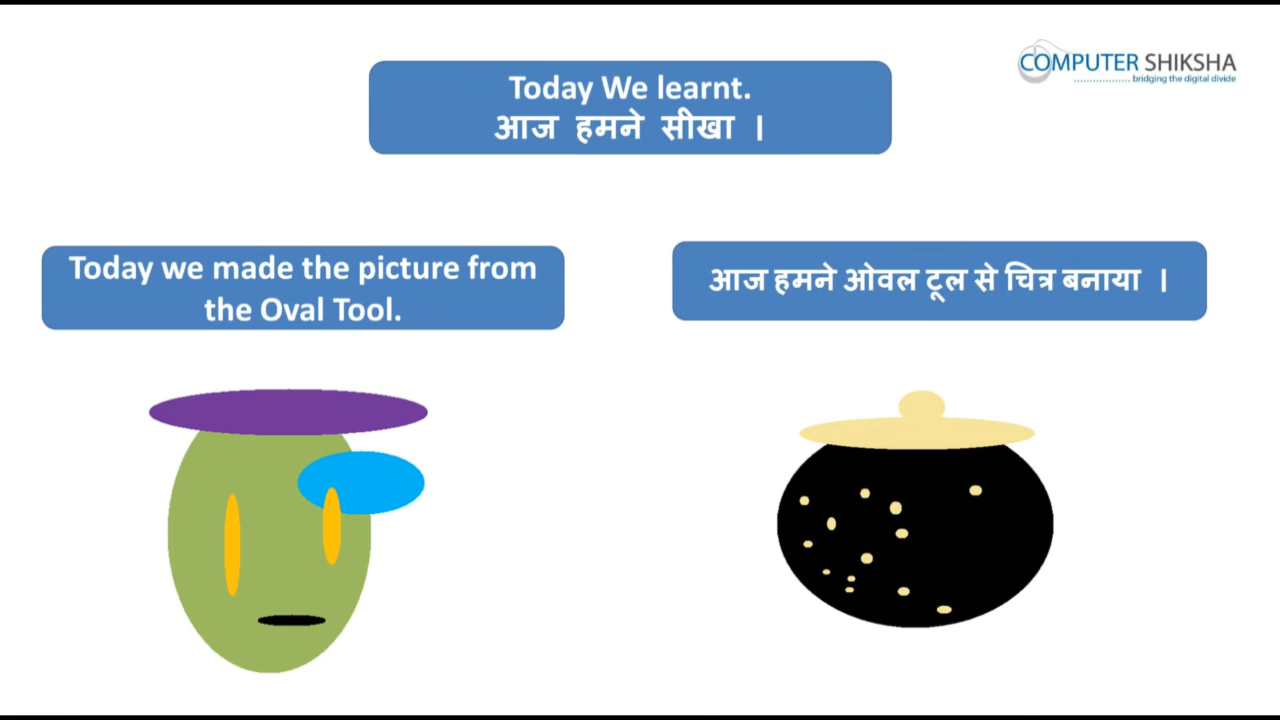 COMPUTER SHIKSHA
bridging the digital divide
Today We learnt.
आज हमने सीखा ।
Today we made the picture from
the Oval Tool.
आज हमने ओवल टूल से चित्र बनाया ।